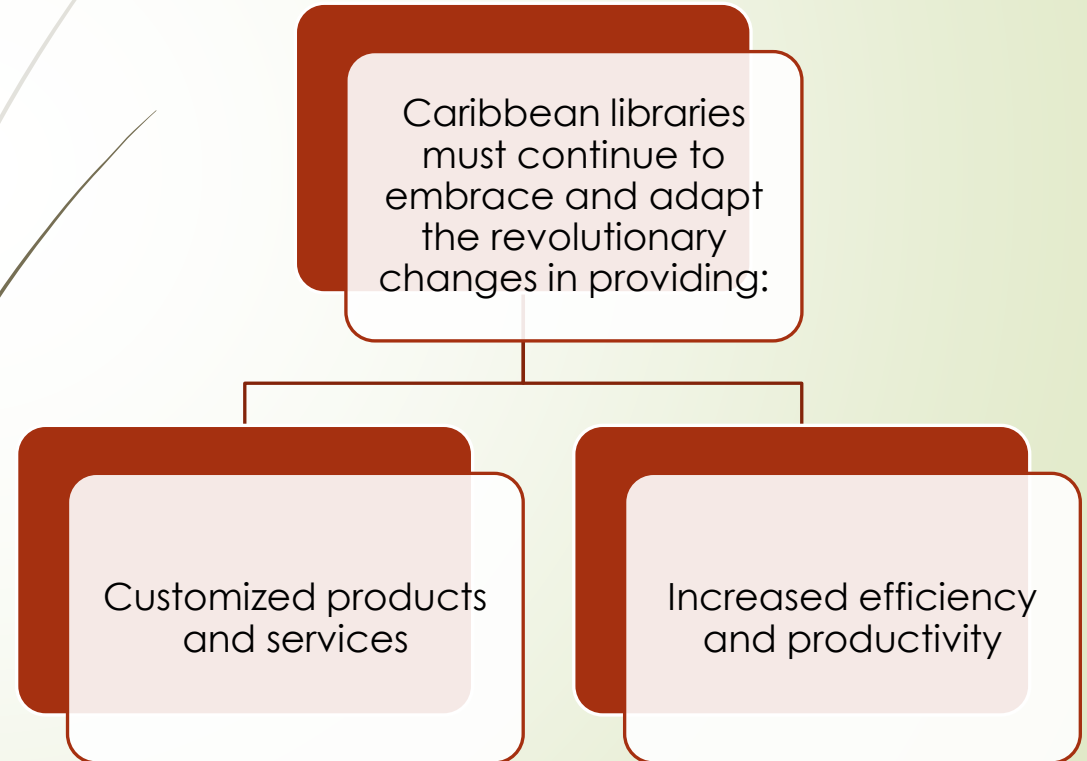 Caribbean libraries
must continue to
embrace and adapt
the revolutionary
changes in providing:
Customized products
and services
Increased efficiency
and productivity